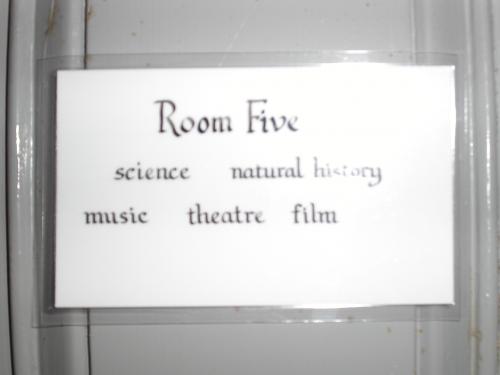 Room Five
science natural history
music theatre film